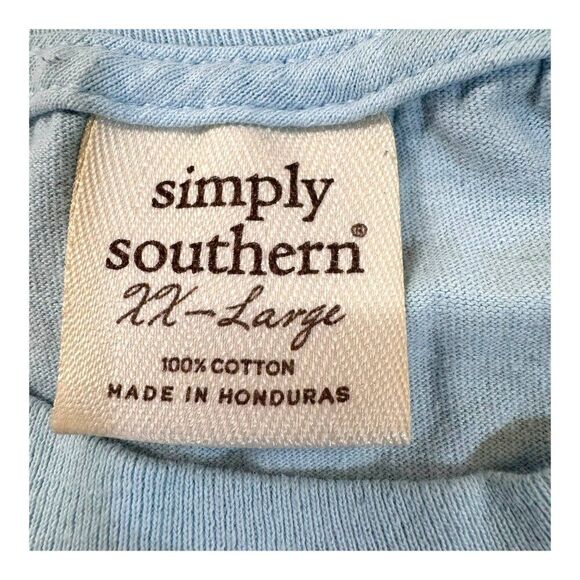 simply
southern®
XX-Large
100% COTTON
MADE IN HONDURAS